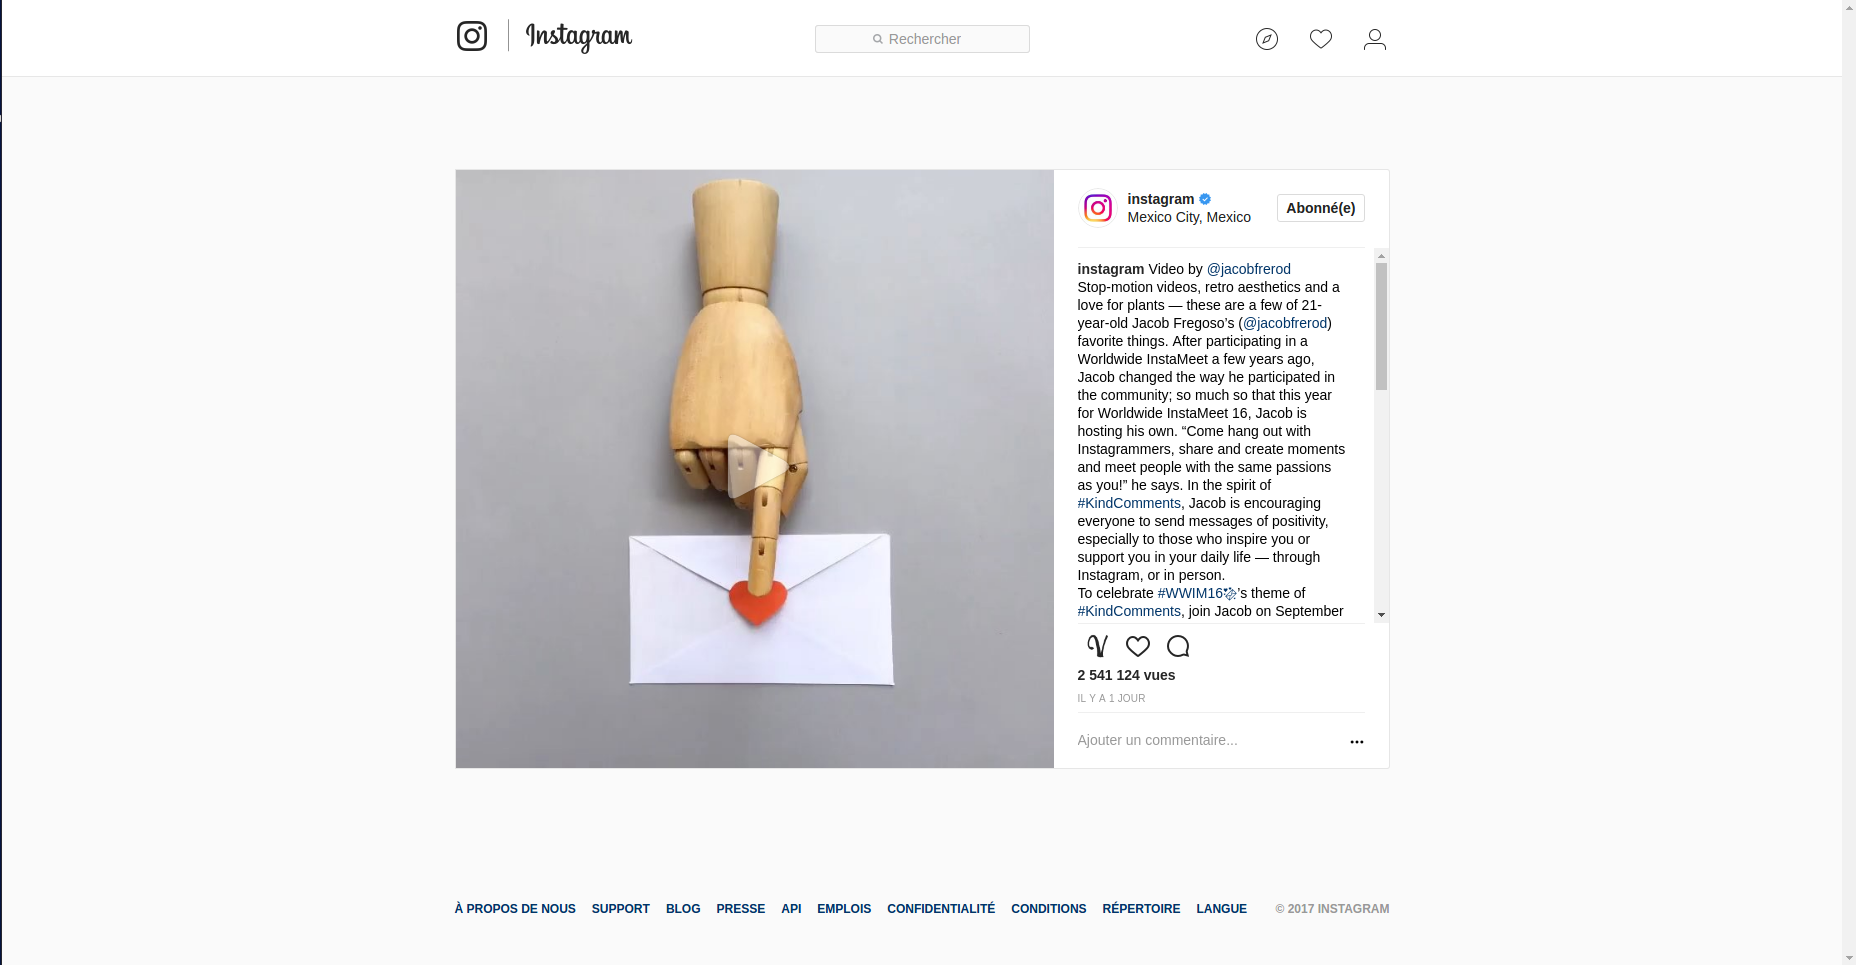 Instagram
Rechercher
instagram
Mexico City, Mexico
Abonné(e)
instagram Video by @jacobfrerod
Stop-motion videos, retro aesthetics and a
love for plants — these are a few of 21-
year-old Jacob Fregoso’s (@jacobfrerod)
favorite things. After participating in a
Worldwide InstaMeet a few years ago,
Jacob changed the way he participated in
the community; so much so that this year
for Worldwide InstaMeet 16, Jacob is
hosting his own. “Come hang out with
Instagrammers, share and create moments
and meet people with the same passions
as you!” he says. In the spirit of
#KindComments, Jacob is encouraging
everyone to send messages of positivity,
especially to those who inspire you or
support you in your daily life — through
Instagram, or in person.
To celebrate #WWIM16’s theme of
#KindComments, join Jacob on September
2 541 124 vues
IL Y A 1 JOUR
Ajouter un commentaire...
À PROPOS DE NOUS SUPPORT BLOG PRESSE API EMPLOIS CONFIDENTIALITÉ CONDITIONS RÉPERTOIRE LANGUE © 2017 INSTAGRAM